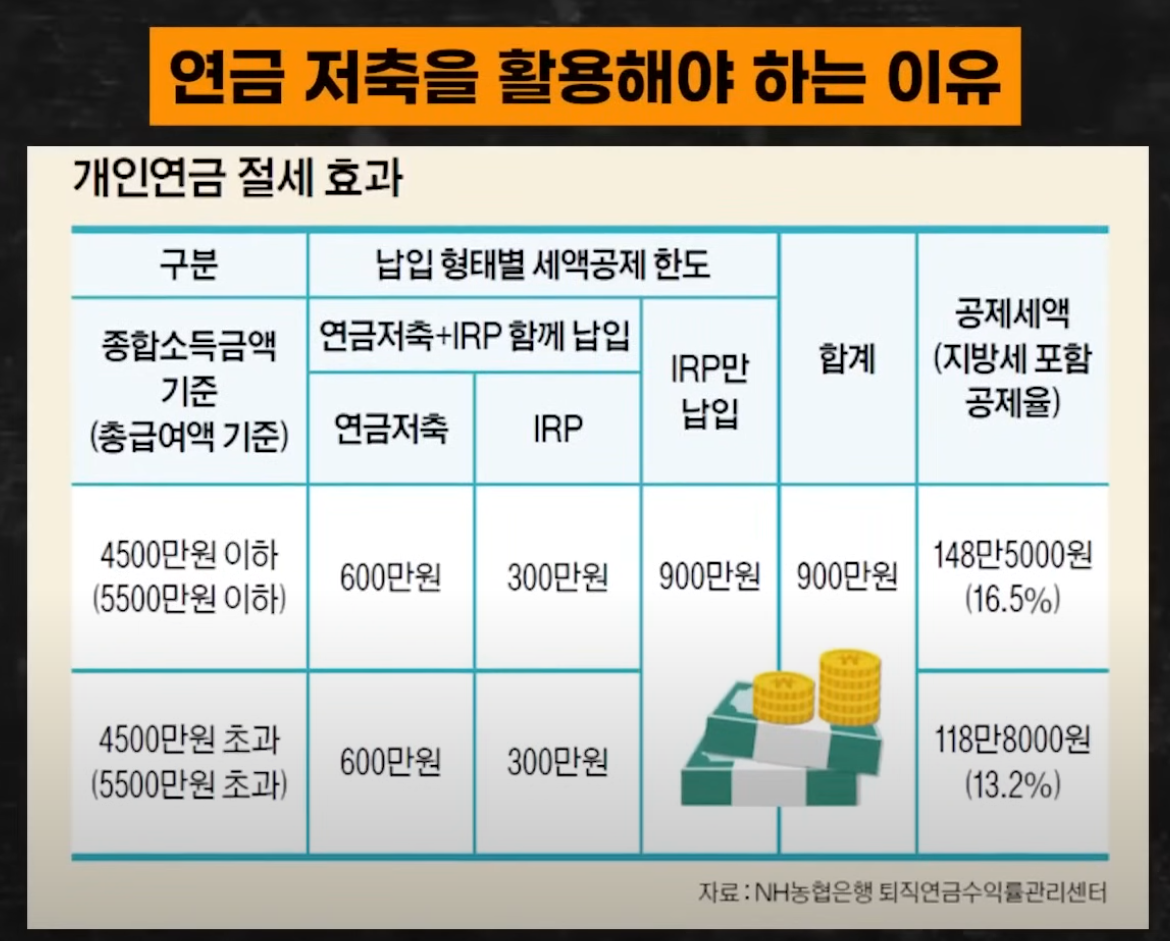 연금 저축을 활용해야 하는 이유
개인연금 절세 효과
구분
납입 형태별 세액공제 한도
합계
공제세액
(지방세 포함
공제율)
종합소득금액
기준
(총급여액 기준)
연금저축+IRP 함께 납입
IRP만
납입
연금저축
IRP
4500만원 이하
(5500만원 이하)
600만원
300만원
900만원
900만원
148만5000원
(16.5%)
4500만원 초과
(5500만원 초과)
600만원
300만원
118만8000원
(13.2%)
자료:NH농협은행 퇴직연금수익률관리센터